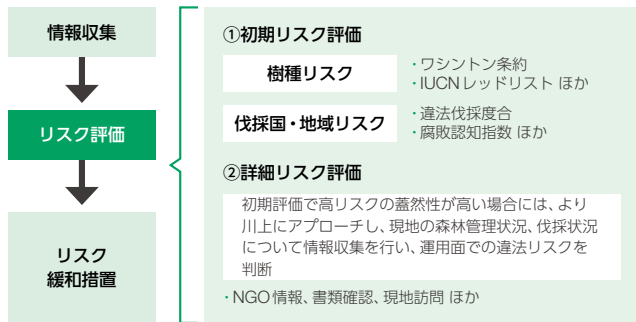 情報収集
リスク評価
リスク
緩和措置
①初期リスク評価
樹種リスク
・ワシントン条約
・IUCNレッドリスト ほか
伐採国・地域リスク
・違法伐採度合
・腐敗認知指数 ほか
②詳細リスク評価
初期評価で高リスクの蓋然性が高い場合には、より
川上にアプローチし、現地の森林管理状況、伐採状況
について情報収集を行い、運用面での違法リスクを
判断
・NGO情報、書類確認、現地訪問 ほか